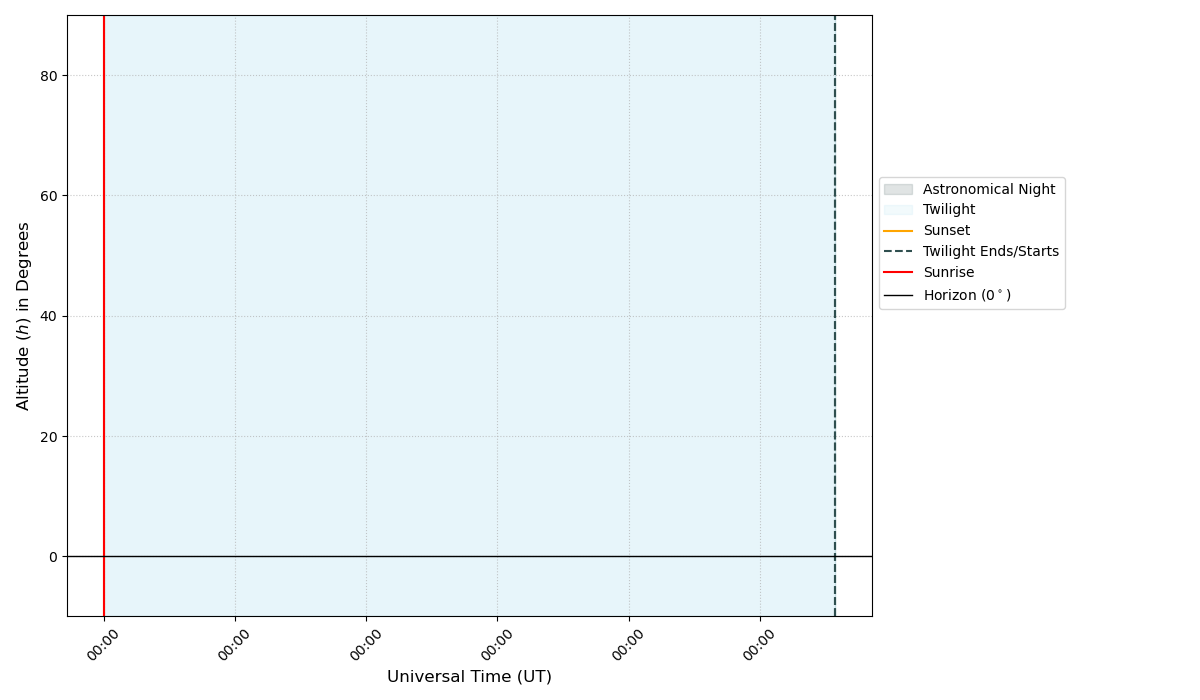 80
60
40
20
0
Altitude (h) in Degrees
00:00
00:00
00:00
00:00
00:00
00:00
Universal Time (UT)
Astronomical Night
Twilight
Sunset
Twilight Ends/Starts
Sunrise
Horizon (0°)